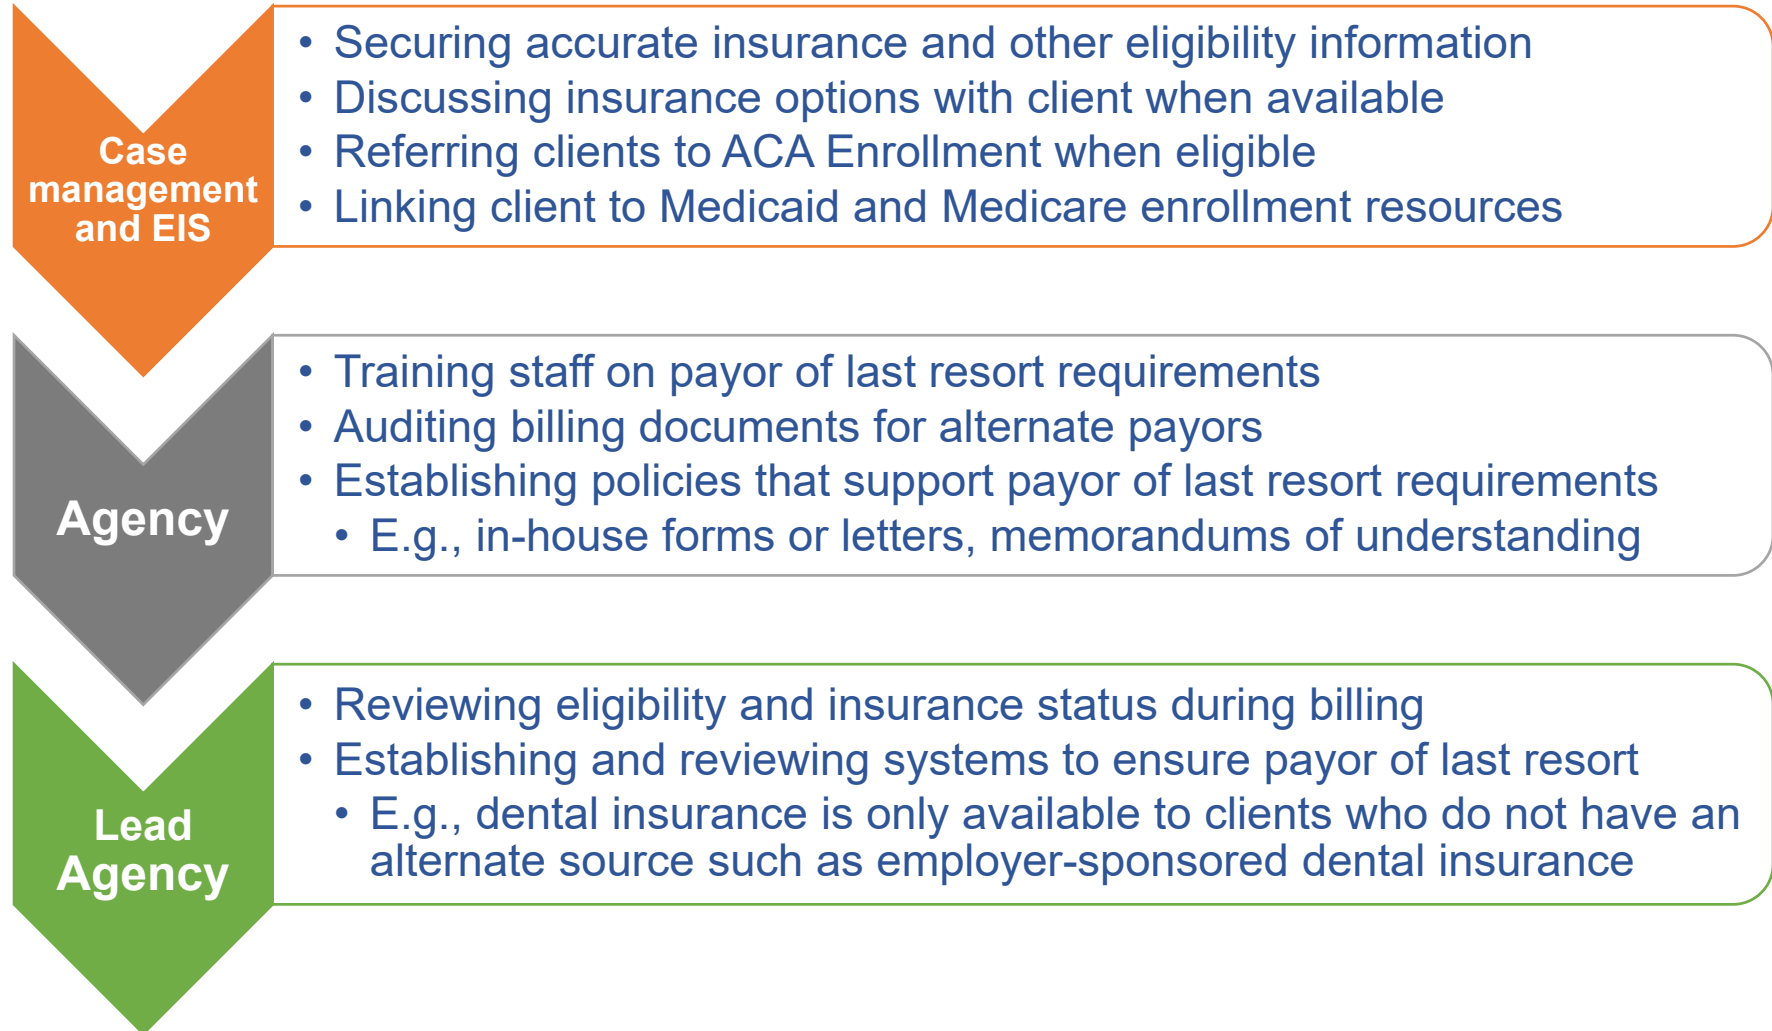 Case
management
and EIS
• Securing accurate insurance and other eligibility information
• Discussing insurance options with client when available
• Referring clients to ACA Enrollment when eligible
• Linking client to Medicaid and Medicare enrollment resources
Agency
• Training staff on payor of last resort requirements
• Auditing billing documents for alternate payors
• Establishing policies that support payor of last resort requirements
• E.g., in-house forms or letters, memorandums of understanding
Lead
Agency
• Reviewing eligibility and insurance status during billing
• Establishing and reviewing systems to ensure payor of last resort
• E.g., dental insurance is only available to clients who do not have an
alternate source such as employer-sponsored dental insurance